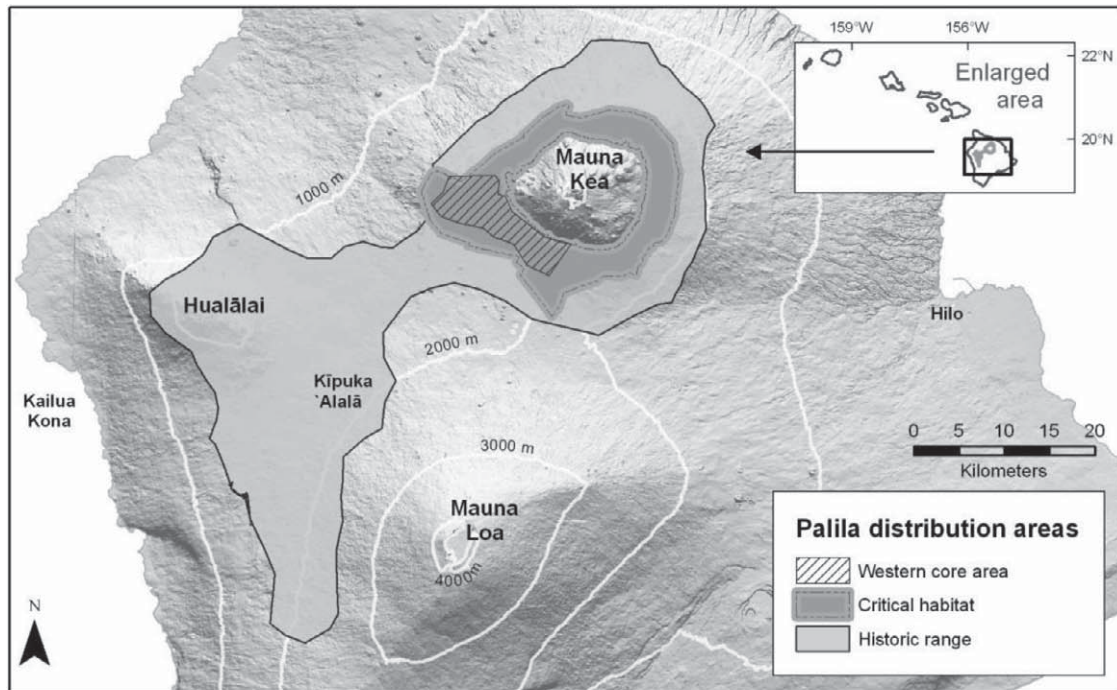 159°W
156°W
22°N
Enlarged
area
20°N
Mauna
Kea
1000 m
Hualālai
Hilo
2000 m
Kīpuka
`Alalā
Kailua
Kona
0 5 10 15 20
Kilometers
3000 m
Mauna
Loa
4000m
Palila distribution areas
Western core area
Critical habitat
Historic range
N